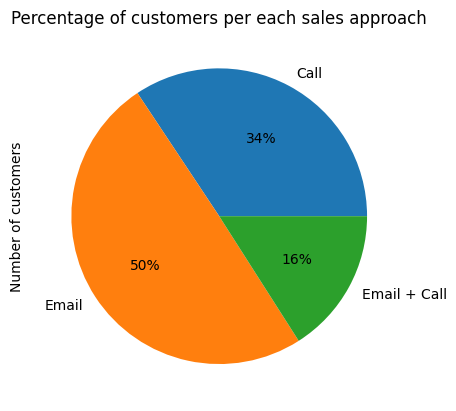 Percentage of customers per each sales approach
Call
34%
Number of customers
50%
16%
Email
Email + Call